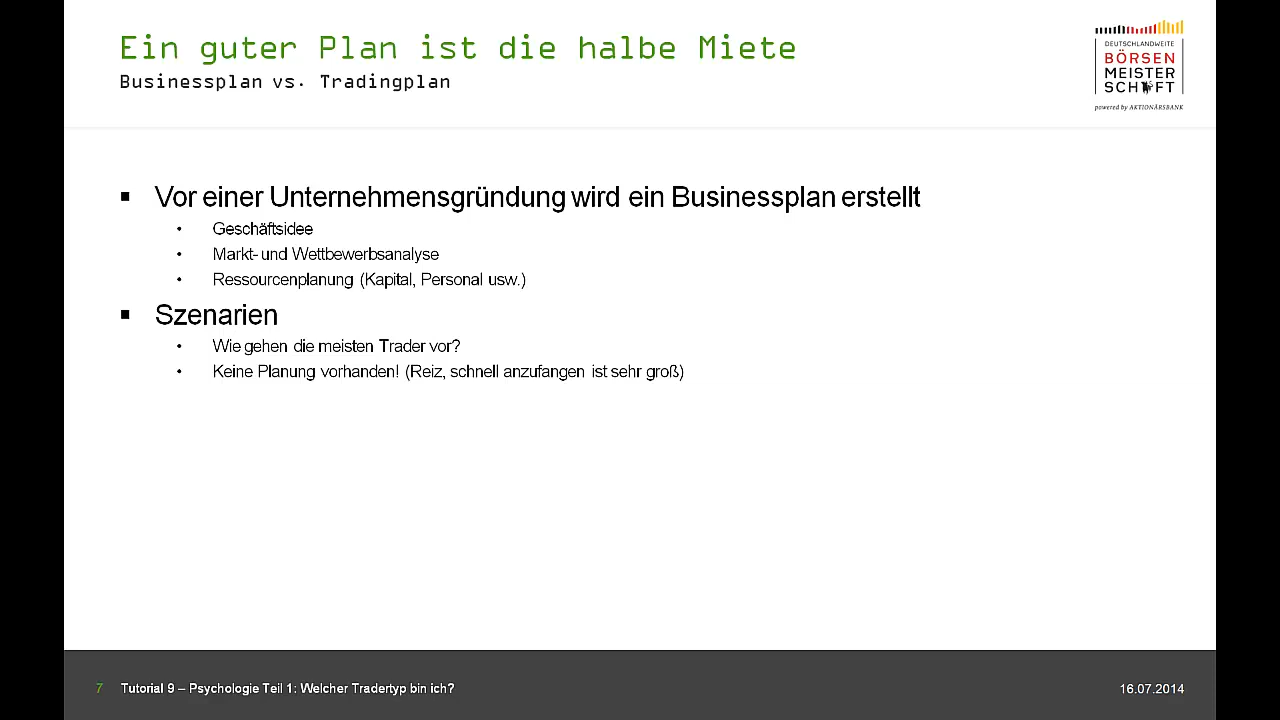 Ein guter Plan ist die halbe Miete
Businessplan vs. Tradingplan
DEUTSCHLANDWEITE
BÖRSEN
MEISTER
SCHAFT
powered by AKTIONÄRSBANK
Vor einer Unternehmensgründung wird ein Businessplan erstellt
Geschäftsidee
Markt- und Wettbewerbsanalyse
Ressourcenplanung (Kapital, Personal usw.)
Szenarien
Wie gehen die meisten Trader vor?
Keine Planung vorhanden! (Reiz, schnell anzufangen ist sehr groß)
7 Tutorial 9 – Psychologie Teil 1: Welcher Tradertyp bin ich? 16.07.2014